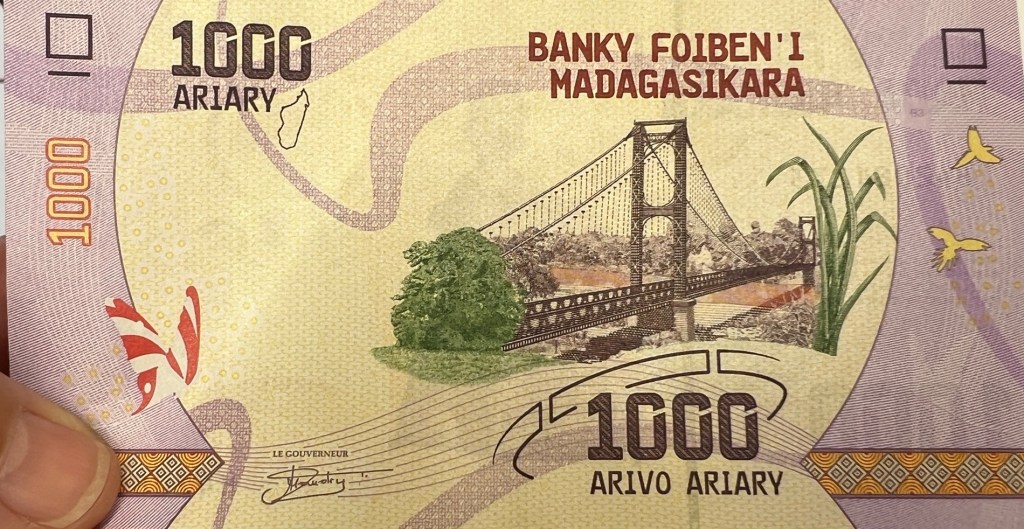 1000
ARIARY
BANKY FOIBEN'I
MADAGASIKARA
1000
LE GOUVERNEUR
1000
ARIVO ARIARY